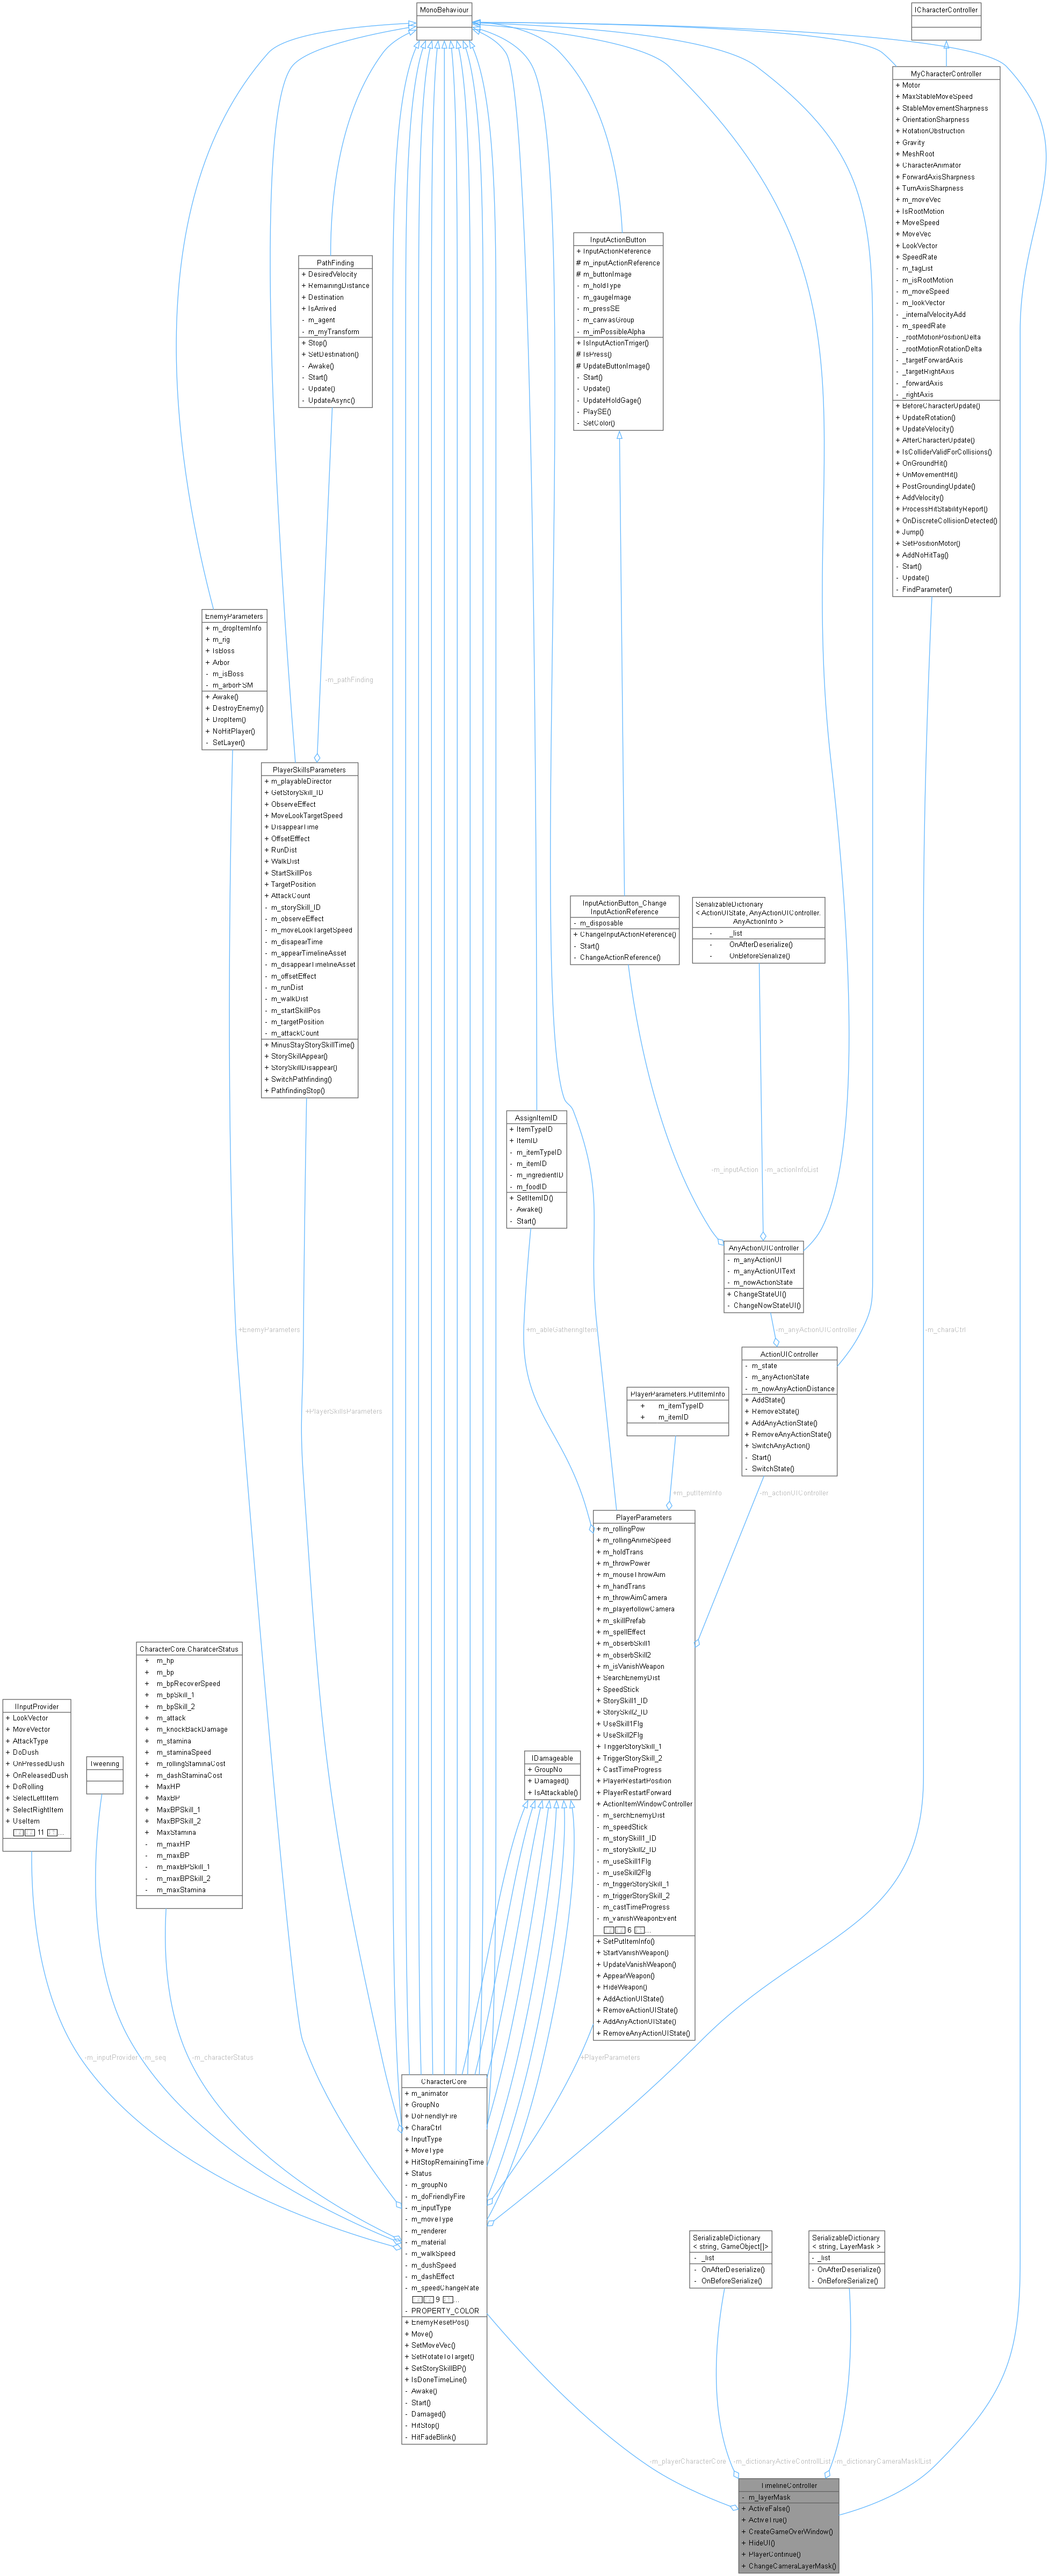 MonoBehaviour
ICharacterController
MyCharacterController
+ Motor
+ MaxStableMoveSpeed
+ StableMovementSharpness
+ OrientationSharpness
+ RotationObstruction
+ Gravity
+ MeshRoot
+ CharacterAnimator
+ ForwardAxisSharpness
+ TurnAxisSharpness
+ m_moveVec
+ IsRootMotion
+ MoveSpeed
+ MoveVec
+ LookVector
+ SpeedRate
- m_tagList
- m_isRootMotion
- m_moveSpeed
- m_lookVector
- _internalVelocityAdd
- m_speedRate
- _rootMotionPositionDelta
- _rootMotionRotationDelta
- _targetForwardAxis
- _targetRightAxis
- _forwardAxis
- _rightAxis
+ BeforeCharacterUpdate()
+ UpdateRotation()
+ UpdateVelocity()
+ AfterCharacterUpdate()
+ IsColliderValidForCollisions()
+ OnGroundHit()
+ OnMovementHit()
+ PostGroundingUpdate()
+ AddVelocity()
+ ProcessHitStabilityReport()
+ OnDiscreteCollisionDetected()
+ Jump()
+ SetPositionMotor()
+ AddNoHitTag()
- Start()
- Update()
- FindParameter()
InputActionButton
+ InputActionReference
# m_inputActionReference
# m_buttonImage
- m_holdType
- m_gaugeImage
- m_pressSE
- m_canvasGroup
- m_imPossibleAlpha
+ IsInputActionTrriger()
# IsPress()
# UpdateButtonImage()
- Start()
- Update()
- UpdateHoldGage()
- PlaySE()
- SetColor()
PathFinding
+ DesiredVelocity
+ RemainingDistance
+ Destination
+ IsArrived
- m_agent
- m_myTransform
+ Stop()
+ SetDestination()
- Awake()
- Start()
- Update()
- UpdateAsync()
EnemyParameters
+ m_dropItemInfo
+ m_rig
+ IsBoss
+ Arbor
- m_isBoss
- m_arborFSM
+ Awake()
+ DestroyEnemy()
+ DropItem()
+ NoHitPlayer()
- SetLayer()
-m_pathFinding
PlayerSkillsParameters
+ m_playableDirector
+ GetStorySkill_ID
+ ObserveEffect
+ MoveLookTargetSpeed
+ DisappearTime
+ OffsetEfffect
+ RunDist
+ WalkDist
+ StartSkillPos
+ TargetPosition
+ AttackCount
- m_storySkill_ID
- m_observeEffect
- m_moveLookTargetSpeed
- m_disapearTime
- m_appearTimelineAsset
- m_disappearTimelineAsset
- m_offsetEffect
- m_runDist
- m_walkDist
- m_startSkillPos
- m_targetPosition
- m_attackCount
+ MinusStayStorySkillTime()
+ StorySkillAppear()
+ StorySkillDisappear()
+ SwitchPathfinding()
+ PathfindingStop()
InputActionButton_Change
InputActionReference
- m_disposable
+ ChangeInputActionReference()
- Start()
- ChangeActionReference()
SerializableDictionary
< ActionUIState, AnyActionUIController.
AnyActionInfo >
- _list
- OnAfterDeserialize()
- OnBeforeSerialize()
AssignItemID
+ ItemTypeID
+ ItemID
- m_itemTypeID
- m_itemID
- m_ingredientID
- m_foodID
+ SetItemID()
- Awake()
- Start()
-m_inputAction
-m_actionInfoList
AnyActionUIController
- m_anyActionUI
- m_anyActionUIText
- m_nowActionState
+ ChangeStateUI()
- ChangeNowStateUI()
+EnemyParameters
+m_ableGatheringItem
-m_anyActionUIController
-m_charaCtrl
ActionUIController
- m_state
- m_anyActionState
- m_nowAnyActionDistance
+ AddState()
+ RemoveState()
+ AddAnyActionState()
+ RemoveAnyActionState()
+ SwitchAnyAction()
- Start()
- SwitchState()
+PlayerSkillsParameters
PlayerParameters.PutItemInfo
+ m_itemTypeID
+ m_itemID
+m_putItemInfo
-m_actionUIController
PlayerParameters
+ m_rollingPow
+ m_rollingAnimeSpeed
+ m_holdTrans
+ m_throwPower
+ m_mouseThrowAim
+ m_handTrans
+ m_throwAimCamera
+ m_playerfollowCamera
+ m_skillPrefab
+ m_spellEffect
+ m_obserbSkill1
+ m_obserbSkill2
+ m_isVanishWeapon
+ SearchEnemyDist
+ SpeedStick
+ StorySkill1_ID
+ StorySkill2_ID
+ UseSkill1Flg
+ UseSkill2Flg
+ TriggerStorySkill_1
+ TriggerStorySkill_2
+ CastTimeProgress
+ PlayerRestartPosition
+ PlayerRestartForward
+ ActionItemWindowController
- m_serchEnemyDist
- m_speedStick
- m_storySkill1_ID
- m_storySkill2_ID
- m_useSkill1Flg
- m_useSkill2Flg
- m_triggerStorySkill_1
- m_triggerStorySkill_2
- m_castTimeProgress
- m_vanishWeaponEvent
6 ...
+ SetPutItemInfo()
+ StartVanishWeapon()
+ UpdateVanishWeapon()
+ AppearWeapon()
+ HideWeapon()
+ AddActionUIState()
+ RemoveActionUIState()
+ AddAnyActionUIState()
+ RemoveAnyActionUIState()
CharacterCore.CharatcerStatus
+ m_hp
+ m_bp
+ m_bpRecoverSpeed
+ m_bpSkill_1
+ m_bpSkill_2
+ m_attack
+ m_knockBackDamage
+ m_stamina
+ m_staminaSpeed
+ m_rollingStaminaCost
+ m_dashStaminaCost
+ MaxHP
+ MaxBP
+ MaxBPSkill_1
+ MaxBPSkill_2
+ MaxStamina
- m_maxHP
- m_maxBP
- m_maxBPSkill_1
- m_maxBPSkill_2
- m_maxStamina
IInputProvider
+ LookVector
+ MoveVector
+ AttackType
+ DoDush
+ OnPressedDush
+ OnReleasedDush
+ DoRolling
+ SelectLeftItem
+ SelectRightItem
+ UseItem
11 ...
Tweening
IDamageable
+ GroupNo
+ Damaged()
+ IsAttackable()
-m_inputProvider
-m_seq
-m_characterStatus
+PlayerParameters
CharacterCore
+ m_animator
+ GroupNo
+ DoFriendlyFire
+ CharaCtrl
+ InputType
+ MoveType
+ HitStopRemainingTime
+ Status
- m_groupNo
- m_doFriendlyFire
- m_inputType
- m_moveType
- m_renderer
- m_material
- m_walkSpeed
- m_dushSpeed
- m_dashEffect
- m_speedChangeRate
9 ...
- PROPERTY_COLOR
+ EnemyResetPos()
+ Move()
+ SetMoveVec()
+ SetRotateToTarget()
+ SetStorySkillBP()
+ IsDoneTimeLine()
- Awake()
- Start()
- Damaged()
- HitStop()
- HitFadeBlink()
SerializableDictionary
< string, GameObject[]>
- _list
- OnAfterDeserialize()
- OnBeforeSerialize()
SerializableDictionary
< string, LayerMask >
- _list
- OnAfterDeserialize()
- OnBeforeSerialize()
-m_playerCharacterCore
-m_dictionaryActiveControllList
-m_dictionaryCameraMasklList
TimelineController
- m_layerMask
+ ActiveFalse()
+ ActiveTrue()
+ CreateGameOverWindow()
+ HideUI()
+ PlayerContinue()
+ ChangeCameraLayerMask()